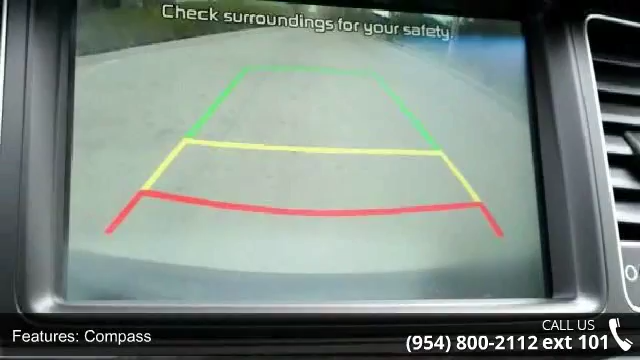 Check surroundings for your safety.
Features: Compass
CALL US
(954) 800-2112 ext 101